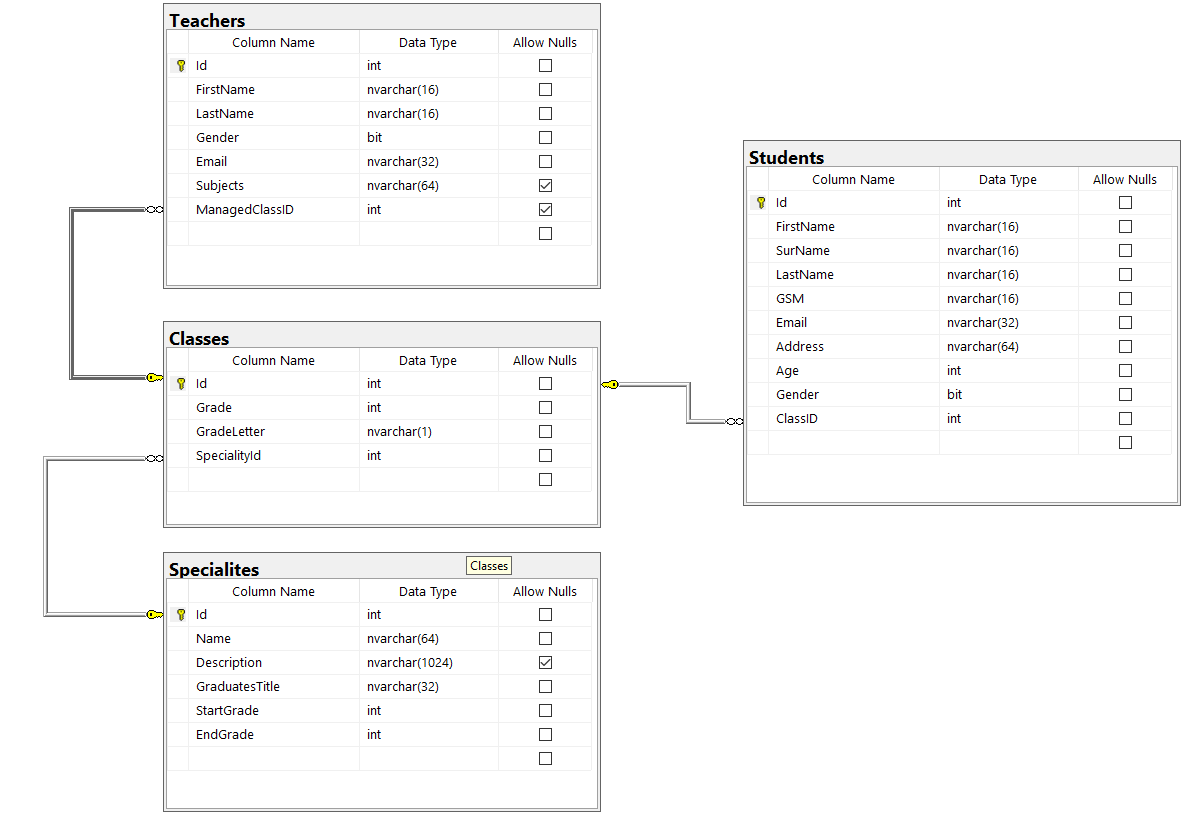 Teachers
Column Name Data Type Allow Nulls
Id int
FirstName nvarchar(16)
LastName nvarchar(16)
Gender bit
Email nvarchar(32)
Subjects nvarchar(64)
ManagedClassID int
Classes
Column Name Data Type Allow Nulls
Id int
Grade int
GradeLetter nvarchar(1)
SpecialityId int
Specialites
Classes
Column Name Data Type Allow Nulls
Id int
Name nvarchar(64)
Description nvarchar(1024)
GraduatesTitle nvarchar(32)
StartGrade int
EndGrade int
Students
Column Name Data Type Allow Nulls
Id int
FirstName nvarchar(16)
SurName nvarchar(16)
LastName nvarchar(16)
GSM nvarchar(16)
Email nvarchar(32)
Address nvarchar(64)
Age int
Gender bit
ClassID int